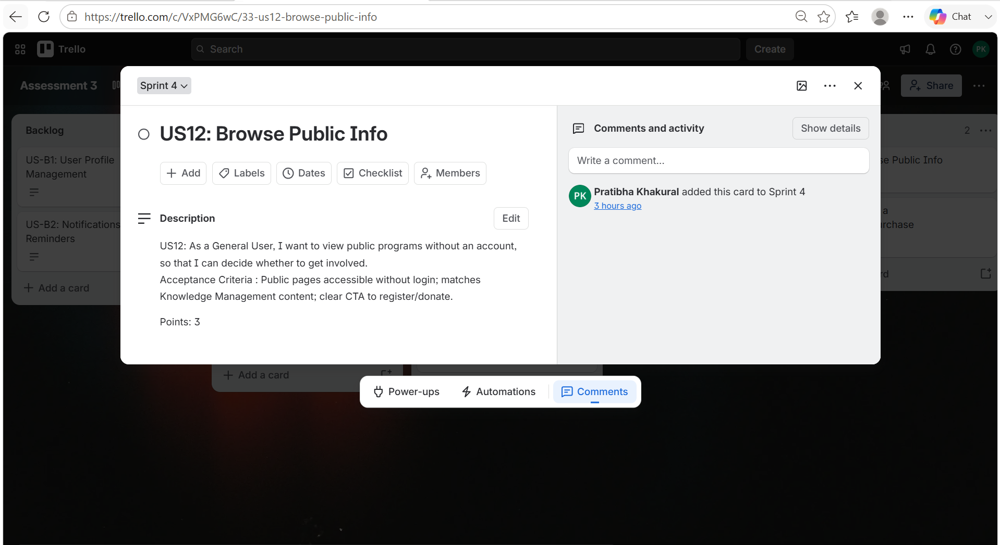 https://trello.com/c/VxPMG6wC/33-us12-browse-public-info
Chat
Trello
Search
Create
PK
Assessment 3
Share
Sprint 4
Backlog
2
US-B1: User Profile
Management
US-B2: Notifications
Reminders
Add a card
US12: Browse Public Info
Add
Labels
Dates
Checklist
Members
Description
Edit
US12: As a General User, I want to view public programs without an account,
so that I can decide whether to get involved.
Acceptance Criteria : Public pages accessible without login; matches
Knowledge Management content; clear CTA to register/donate.
Points: 3
Comments and activity
Show details
Write a comment...
PK
Pratibha Khakural added this card to Sprint 4
3 hours ago
Public Info
a
Add a card
Power-ups
Automations
Comments